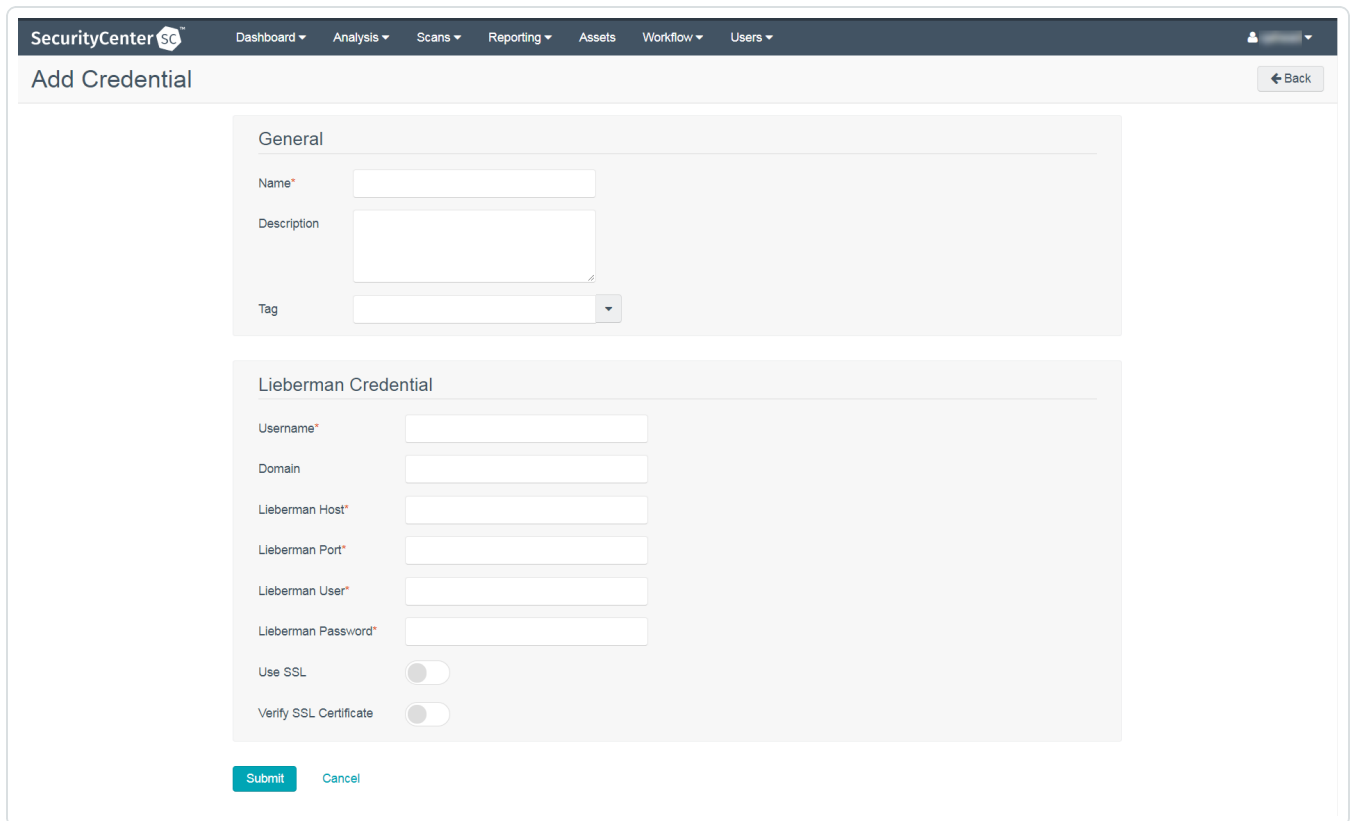 SecurityCenter SC™ Dashboard Analysis Scans Reporting Assets Workflow Users
Add Credential Back
General
Name*
Description
Tag
Lieberman Credential
Username*
Domain
Lieberman Host*
Lieberman Port*
Lieberman User*
Lieberman Password*
Use SSL
Verify SSL Certificate
Submit Cancel